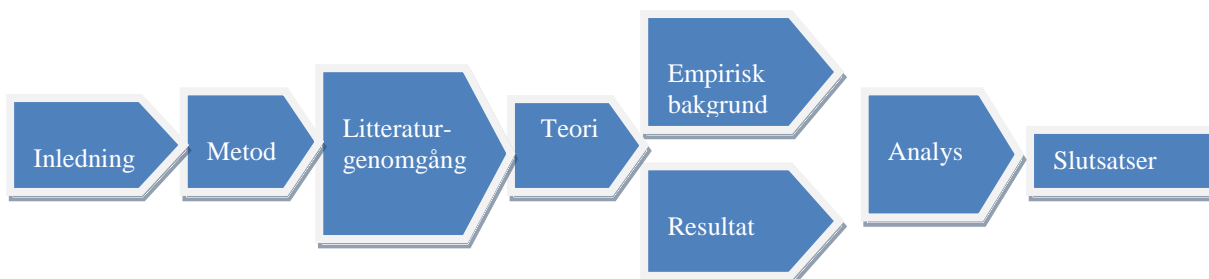 Inledning
Metod
Litteratur-
genomgång
Teori
Empirisk
bakgrund
Resultat
Analys
Slutsatser